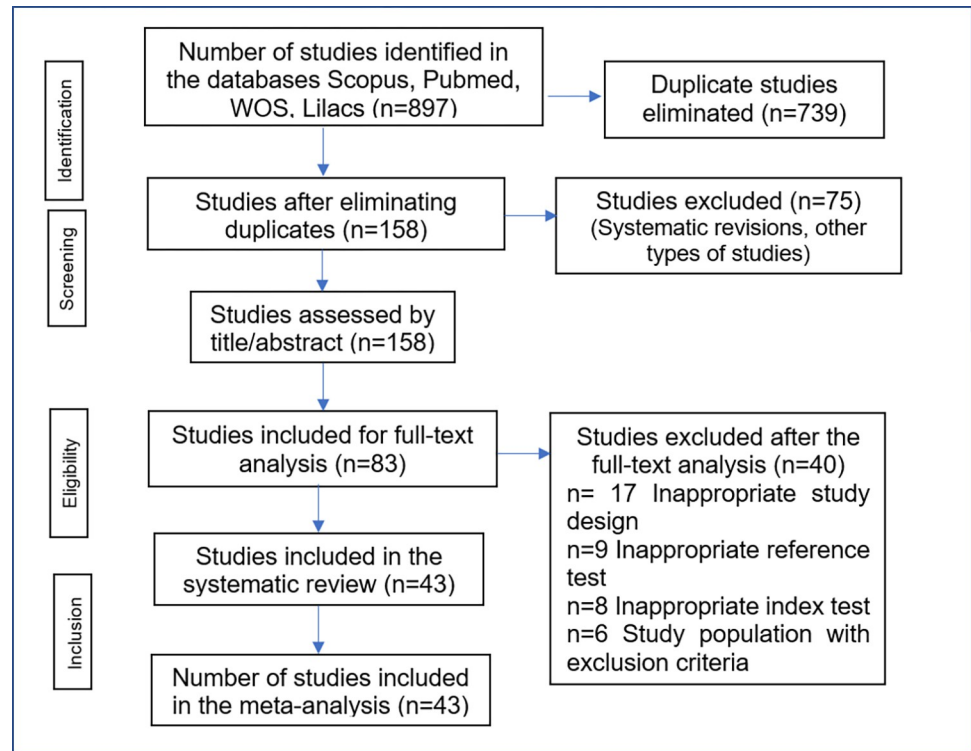 Identification
Number of studies identified in
the databases Scopus, Pubmed,
WOS, Lilacs (n=897)
Duplicate studies
eliminated (n=739)
Screening
Studies after eliminating
duplicates (n=158)
Studies excluded (n=75)
(Systematic revisions, other
types of studies)
Studies assessed by
title/abstract (n=158)
Eligibility
Studies included for full-text
analysis (n=83)
Studies excluded after the
full-text analysis (n=40)
n= 17 Inappropriate study
design
n=9 Inappropriate reference
test
n=8 Inappropriate index test
n=6 Study population with
exclusion criteria
Studies included in the
systematic review (n=43)
Inclusion
Number of studies included
in the meta-analysis (n=43)